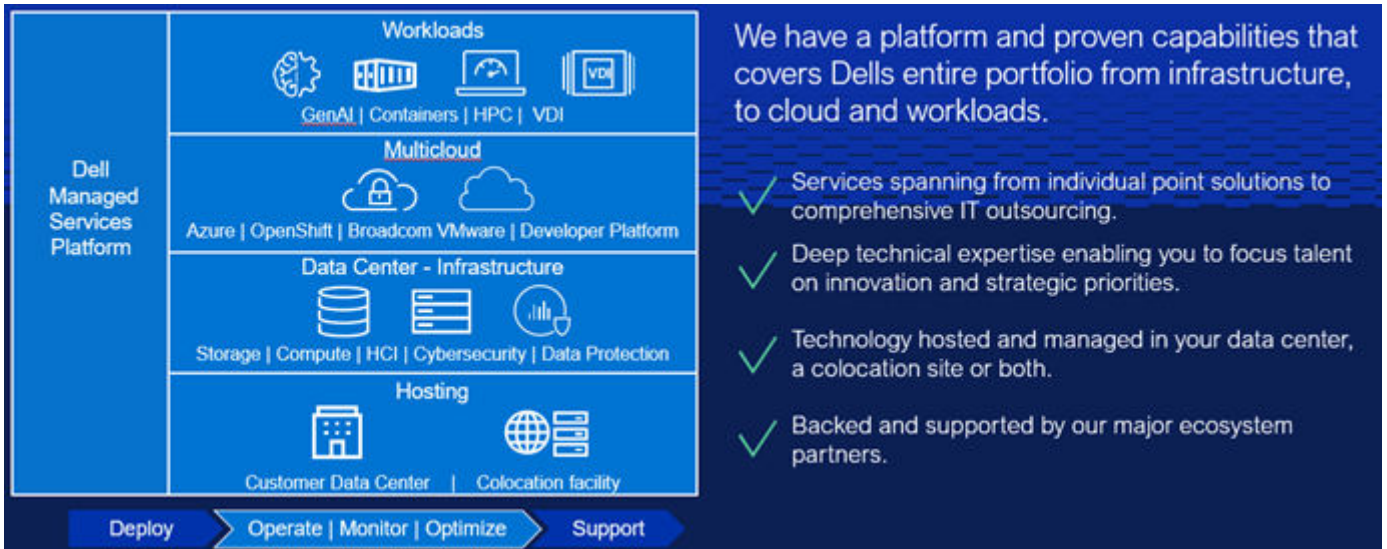 Dell
Managed
Services
Platform
Workloads
VDI
GenAI | Containers | HPC | VDI
Multicloud
Azure | OpenShift | Broadcom VMware | Developer Platform
Data Center - Infrastructure
Storage | Compute | HCI | Cybersecurity | Data Protection
Hosting
Customer Data Center | Colocation facility
Deploy
Operate | Monitor | Optimize
Support
We have a platform and proven capabilities that
covers Dells entire portfolio from infrastructure,
to cloud and workloads.
Services spanning from individual point solutions to
comprehensive IT outsourcing.
Deep technical expertise enabling you to focus talent
on innovation and strategic priorities.
Technology hosted and managed in your data center,
a colocation site or both.
Backed and supported by our major ecosystem
partners.